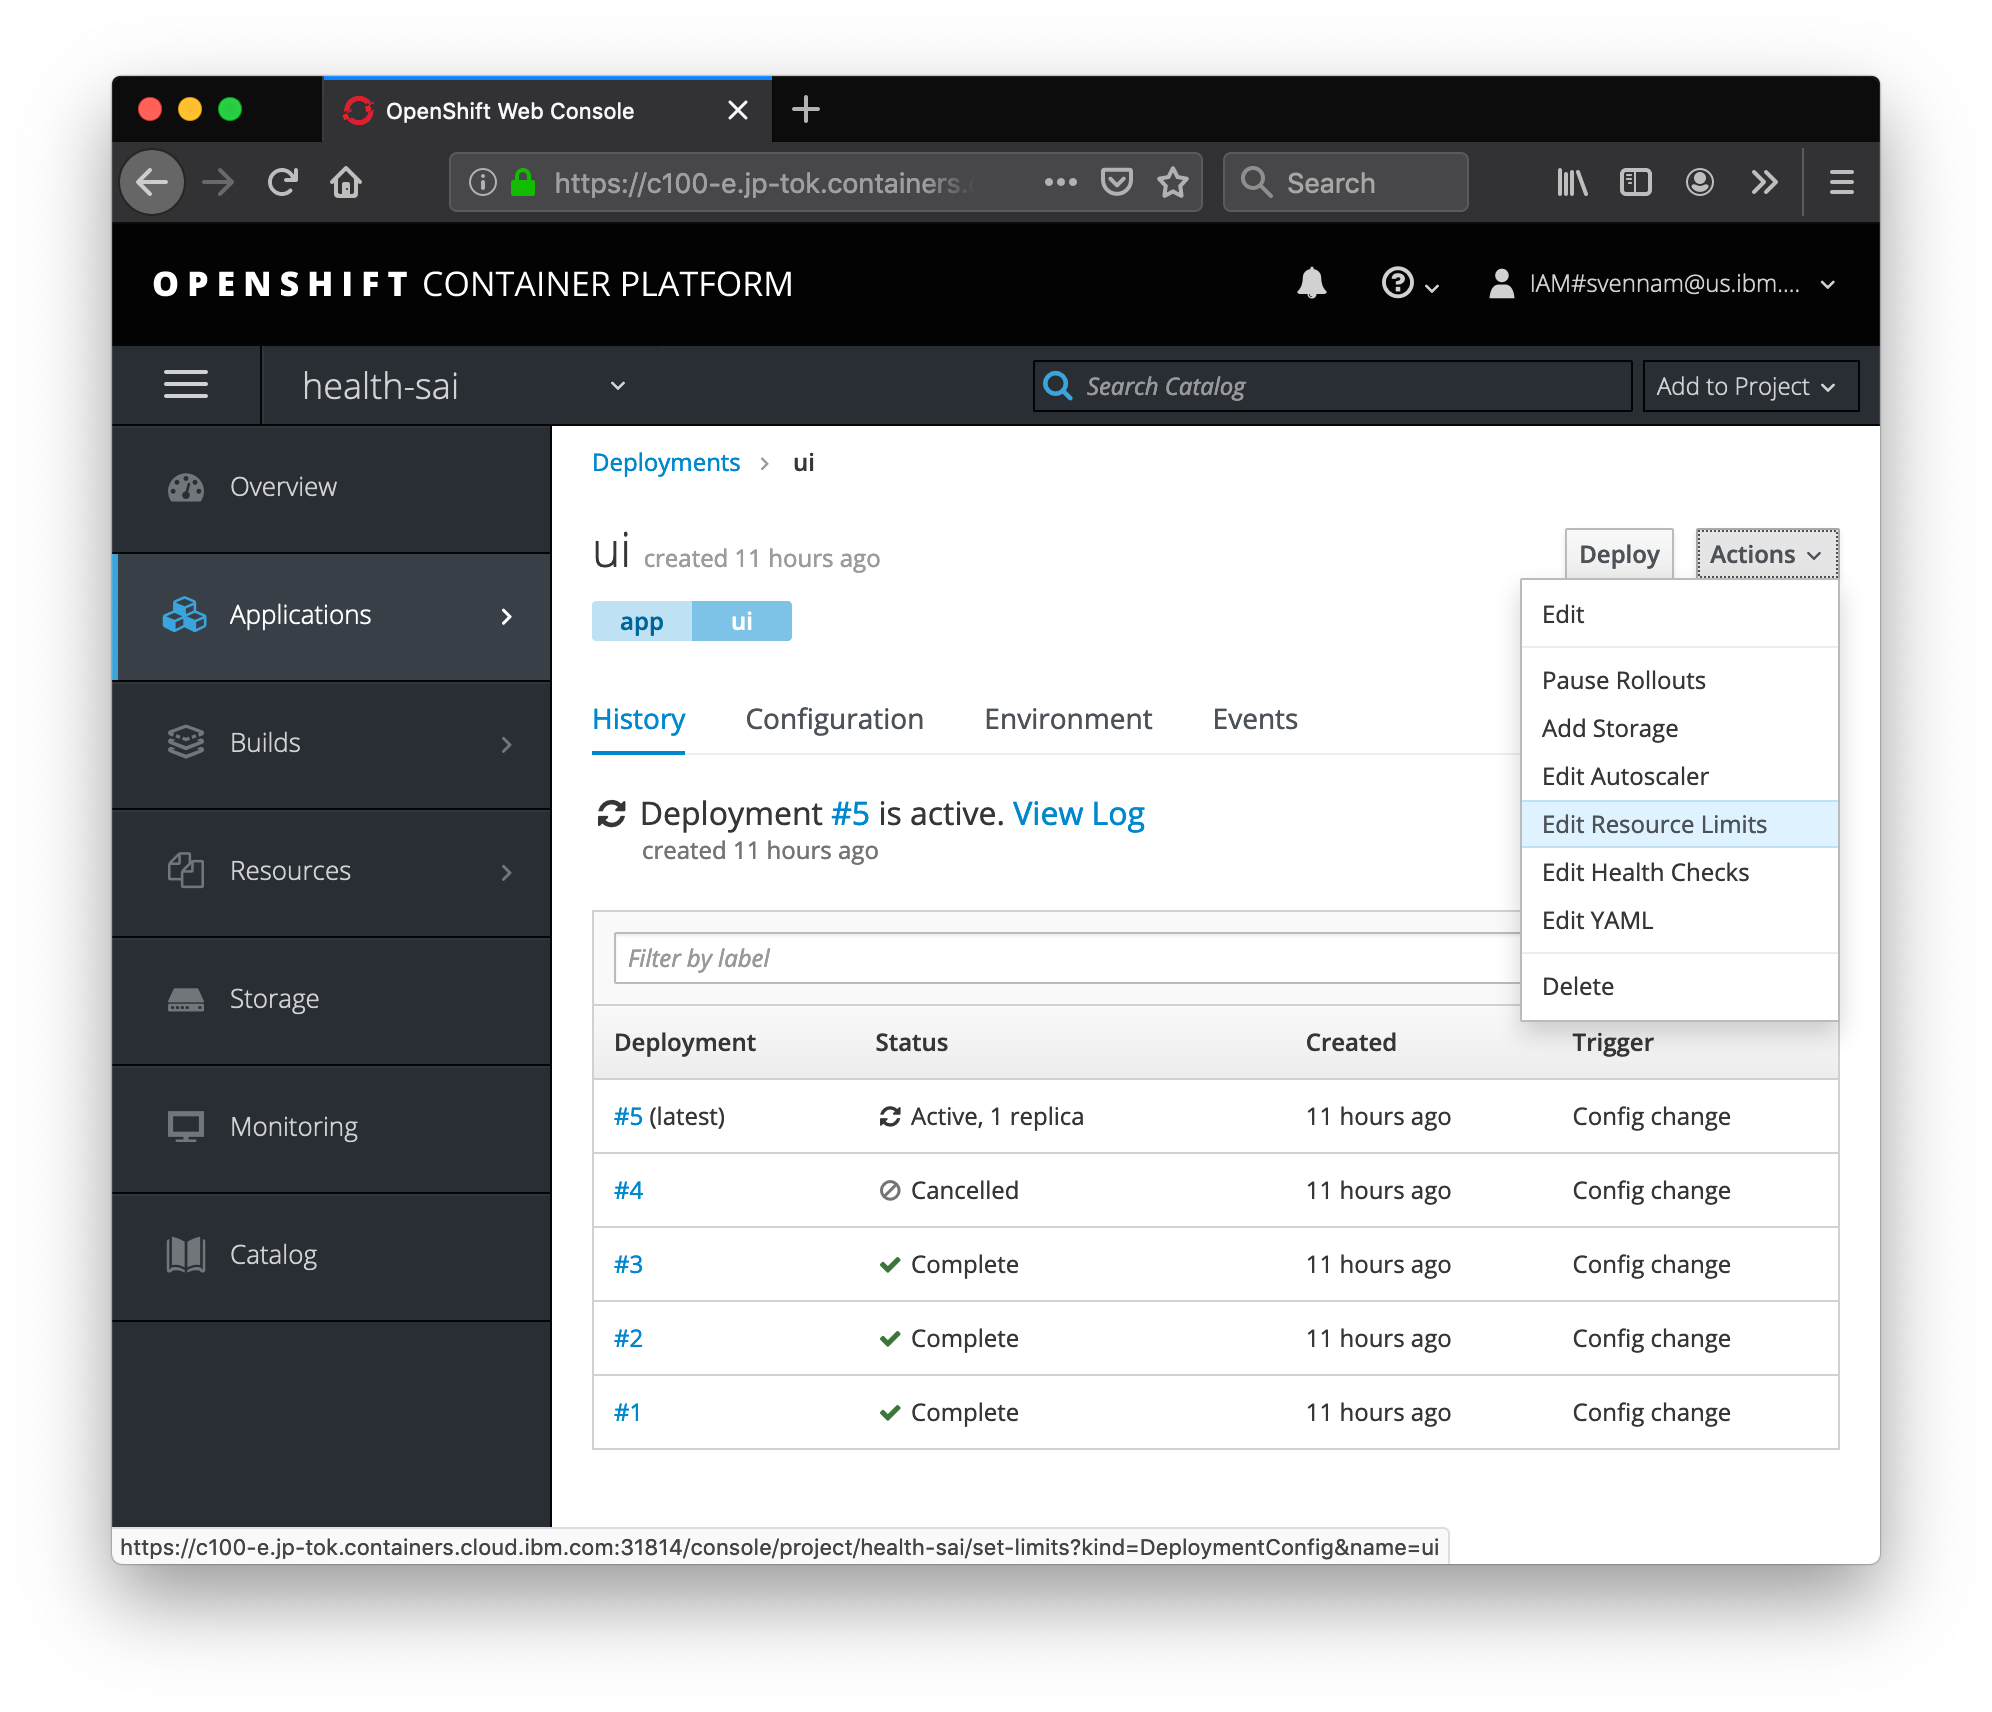 OpenShift Web Console
https://c100-e.jp-tok.containers.
Search
OPENSHIFT CONTAINER PLATFORM
IAM#svennam@us.ibm....
health-sai
Search Catalog
Add to Project
Overview
Applications
Builds
Resources
Storage
Monitoring
Catalog
Deployments > ui
ui created 11 hours ago
Deploy
Actions
app ui
Edit
Pause Rollouts
Add Storage
Edit Autoscaler
Edit Resource Limits
Edit Health Checks
Edit YAML
Delete
History Configuration Environment Events
Deployment #5 is active. View Log
created 11 hours ago
Filter by label
Deployment Status Created Trigger
#5 (latest) Active, 1 replica 11 hours ago Config change
#4 Cancelled 11 hours ago Config change
#3 Complete 11 hours ago Config change
#2 Complete 11 hours ago Config change
#1 Complete 11 hours ago Config change
https://c100-e.jp-tok.containers.cloud.ibm.com:31814/console/project/health-sai/set-limits?kind=DeploymentConfig&name=ui